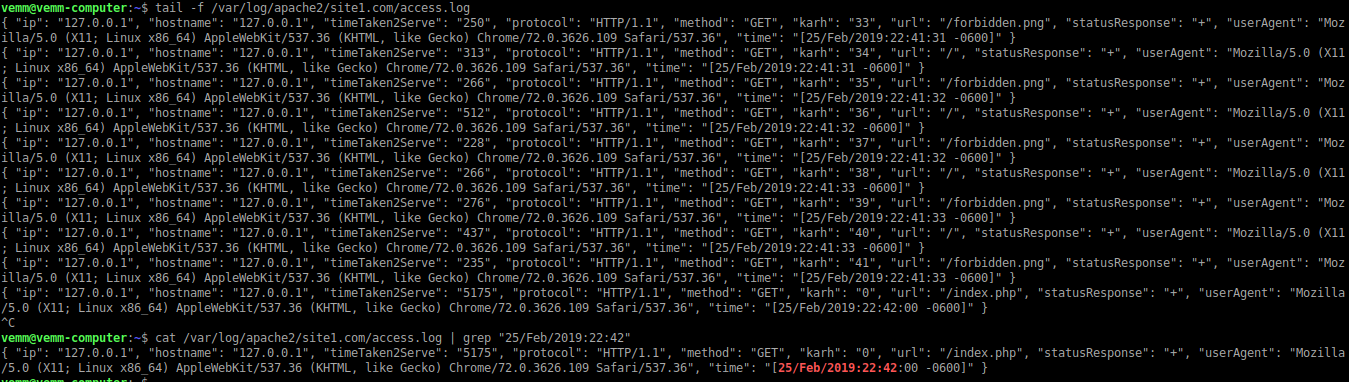 vemm@vemm-computer:~$ tail -f /var/log/apache2/site1.com/access.log
{ "ip": "127.0.0.1", "hostname": "127.0.0.1", "timeTaken2Serve": "250", "protocol": "HTTP/1.1", "method": "GET", "karh": "33", "url": "/forbidden.png", "statusResponse": "+", "userAgent": "Moz
illa/5.0 (X11; Linux x86_64) AppleWebKit/537.36 (KHTML, like Gecko) Chrome/72.0.3626.109 Safari/537.36", "time": "[25/Feb/2019:22:41:31 -0600]" }
{ "ip": "127.0.0.1", "hostname": "127.0.0.1", "timeTaken2Serve": "313", "protocol": "HTTP/1.1", "method": "GET", "karh": "34", "url": "/", "statusResponse": "+", "userAgent": "Mozilla/5.0 (X11
; Linux x86_64) AppleWebKit/537.36 (KHTML, like Gecko) Chrome/72.0.3626.109 Safari/537.36", "time": "[25/Feb/2019:22:41:31 -0600]" }
{ "ip": "127.0.0.1", "hostname": "127.0.0.1", "timeTaken2Serve": "266", "protocol": "HTTP/1.1", "method": "GET", "karh": "35", "url": "/forbidden.png", "statusResponse": "+", "userAgent": "Moz
illa/5.0 (X11; Linux x86_64) AppleWebKit/537.36 (KHTML, like Gecko) Chrome/72.0.3626.109 Safari/537.36", "time": "[25/Feb/2019:22:41:32 -0600]" }
{ "ip": "127.0.0.1", "hostname": "127.0.0.1", "timeTaken2Serve": "512", "protocol": "HTTP/1.1", "method": "GET", "karh": "36", "url": "/", "statusResponse": "+", "userAgent": "Mozilla/5.0 (X11
; Linux x86_64) AppleWebKit/537.36 (KHTML, like Gecko) Chrome/72.0.3626.109 Safari/537.36", "time": "[25/Feb/2019:22:41:32 -0600]" }
{ "ip": "127.0.0.1", "hostname": "127.0.0.1", "timeTaken2Serve": "228", "protocol": "HTTP/1.1", "method": "GET", "karh": "37", "url": "/forbidden.png", "statusResponse": "+", "userAgent": "Moz
illa/5.0 (X11; Linux x86_64) AppleWebKit/537.36 (KHTML, like Gecko) Chrome/72.0.3626.109 Safari/537.36", "time": "[25/Feb/2019:22:41:32 -0600]" }
{ "ip": "127.0.0.1", "hostname": "127.0.0.1", "timeTaken2Serve": "266", "protocol": "HTTP/1.1", "method": "GET", "karh": "38", "url": "/", "statusResponse": "+", "userAgent": "Mozilla/5.0 (X11
; Linux x86_64) AppleWebKit/537.36 (KHTML, like Gecko) Chrome/72.0.3626.109 Safari/537.36", "time": "[25/Feb/2019:22:41:33 -0600]" }
{ "ip": "127.0.0.1", "hostname": "127.0.0.1", "timeTaken2Serve": "276", "protocol": "HTTP/1.1", "method": "GET", "karh": "39", "url": "/forbidden.png", "statusResponse": "+", "userAgent": "Moz
illa/5.0 (X11; Linux x86_64) AppleWebKit/537.36 (KHTML, like Gecko) Chrome/72.0.3626.109 Safari/537.36", "time": "[25/Feb/2019:22:41:33 -0600]" }
{ "ip": "127.0.0.1", "hostname": "127.0.0.1", "timeTaken2Serve": "437", "protocol": "HTTP/1.1", "method": "GET", "karh": "40", "url": "/", "statusResponse": "+", "userAgent": "Mozilla/5.0 (X11
; Linux x86_64) AppleWebKit/537.36 (KHTML, like Gecko) Chrome/72.0.3626.109 Safari/537.36", "time": "[25/Feb/2019:22:41:33 -0600]" }
{ "ip": "127.0.0.1", "hostname": "127.0.0.1", "timeTaken2Serve": "235", "protocol": "HTTP/1.1", "method": "GET", "karh": "41", "url": "/forbidden.png", "statusResponse": "+", "userAgent": "Moz
illa/5.0 (X11; Linux x86_64) AppleWebKit/537.36 (KHTML, like Gecko) Chrome/72.0.3626.109 Safari/537.36", "time": "[25/Feb/2019:22:41:33 -0600]" }
{ "ip": "127.0.0.1", "hostname": "127.0.0.1", "timeTaken2Serve": "5175", "protocol": "HTTP/1.1", "method": "GET", "karh": "0", "url": "/index.php", "statusResponse": "+", "userAgent": "Mozilla
/5.0 (X11; Linux x86_64) AppleWebKit/537.36 (KHTML, like Gecko) Chrome/72.0.3626.109 Safari/537.36", "time": "[25/Feb/2019:22:42:00 -0600]" }
^C
vemm@vemm-computer:~$ cat /var/log/apache2/site1.com/access.log | grep "25/Feb/2019:22:42"
{ "ip": "127.0.0.1", "hostname": "127.0.0.1", "timeTaken2Serve": "5175", "protocol": "HTTP/1.1", "method": "GET", "karh": "0", "url": "/index.php", "statusResponse": "+", "userAgent": "Mozilla
/5.0 (X11; Linux x86_64) AppleWebKit/537.36 (KHTML, like Gecko) Chrome/72.0.3626.109 Safari/537.36", "time": "[25/Feb/2019:22:42:00 -0600]" }
vemm@vemm-computer:~$